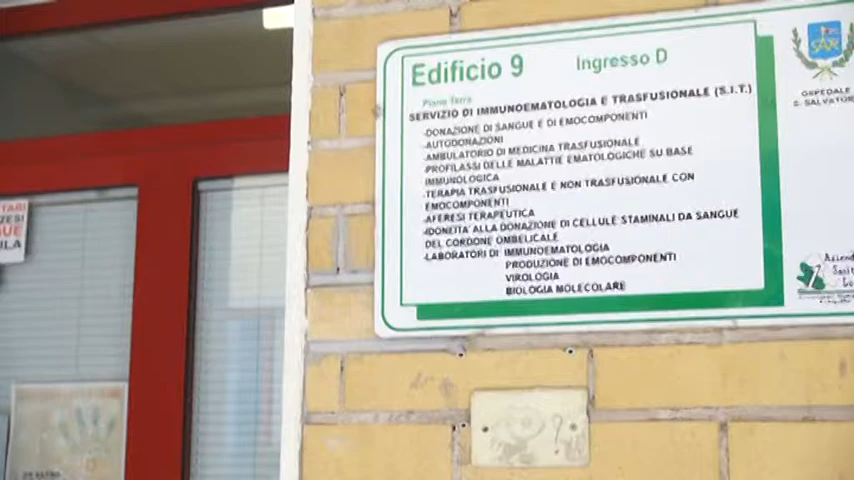 Edificio 9
Ingresso D
Piano Terra
SERVIZIO DI IMMUNOEMATOLOGIA E TRASFUSIONALE (S.I.T.)
-DONAZIONE DI SANGUE E DI EMOCOMPONENTI
-AUTODONAZIONI
-AMBULATORIO DI MEDICINA TRASFUSIONALE
-PROFILASSI DELLE MALATTIE EMATOLOGICHE SU BASE
IMMUNOLOGICA
-TERAPIA TRASFUSIONALE E NON TRASFUSIONALE CON
EMOCOMPONENTI
-AFERESI TERAPEUTICA
-IDONEITÀ ALLA DONAZIONE DI CELLULE STAMINALI DA SANGUE
DEL CORDONE OMBELICALE
-LABORATORI DI IMMUNOEMATOLOGIA
PRODUZIONE DI EMOCOMPONENTI
VIROLOGIA
BIOLOGIA MOLECOLARE
OSPEDALE
S. SALVATOR